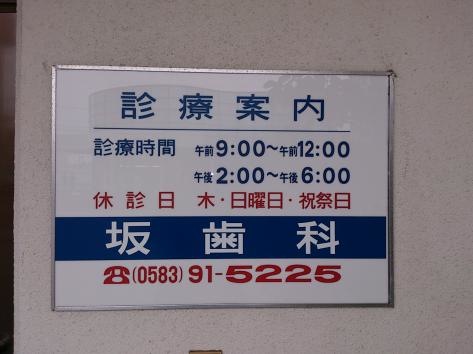 診療案内
診療時間 午前9:00〜午前12:00
午後2:00〜午後6:00
休診日 木・日曜日・祝祭日
坂歯科
☎(0583)91-5225